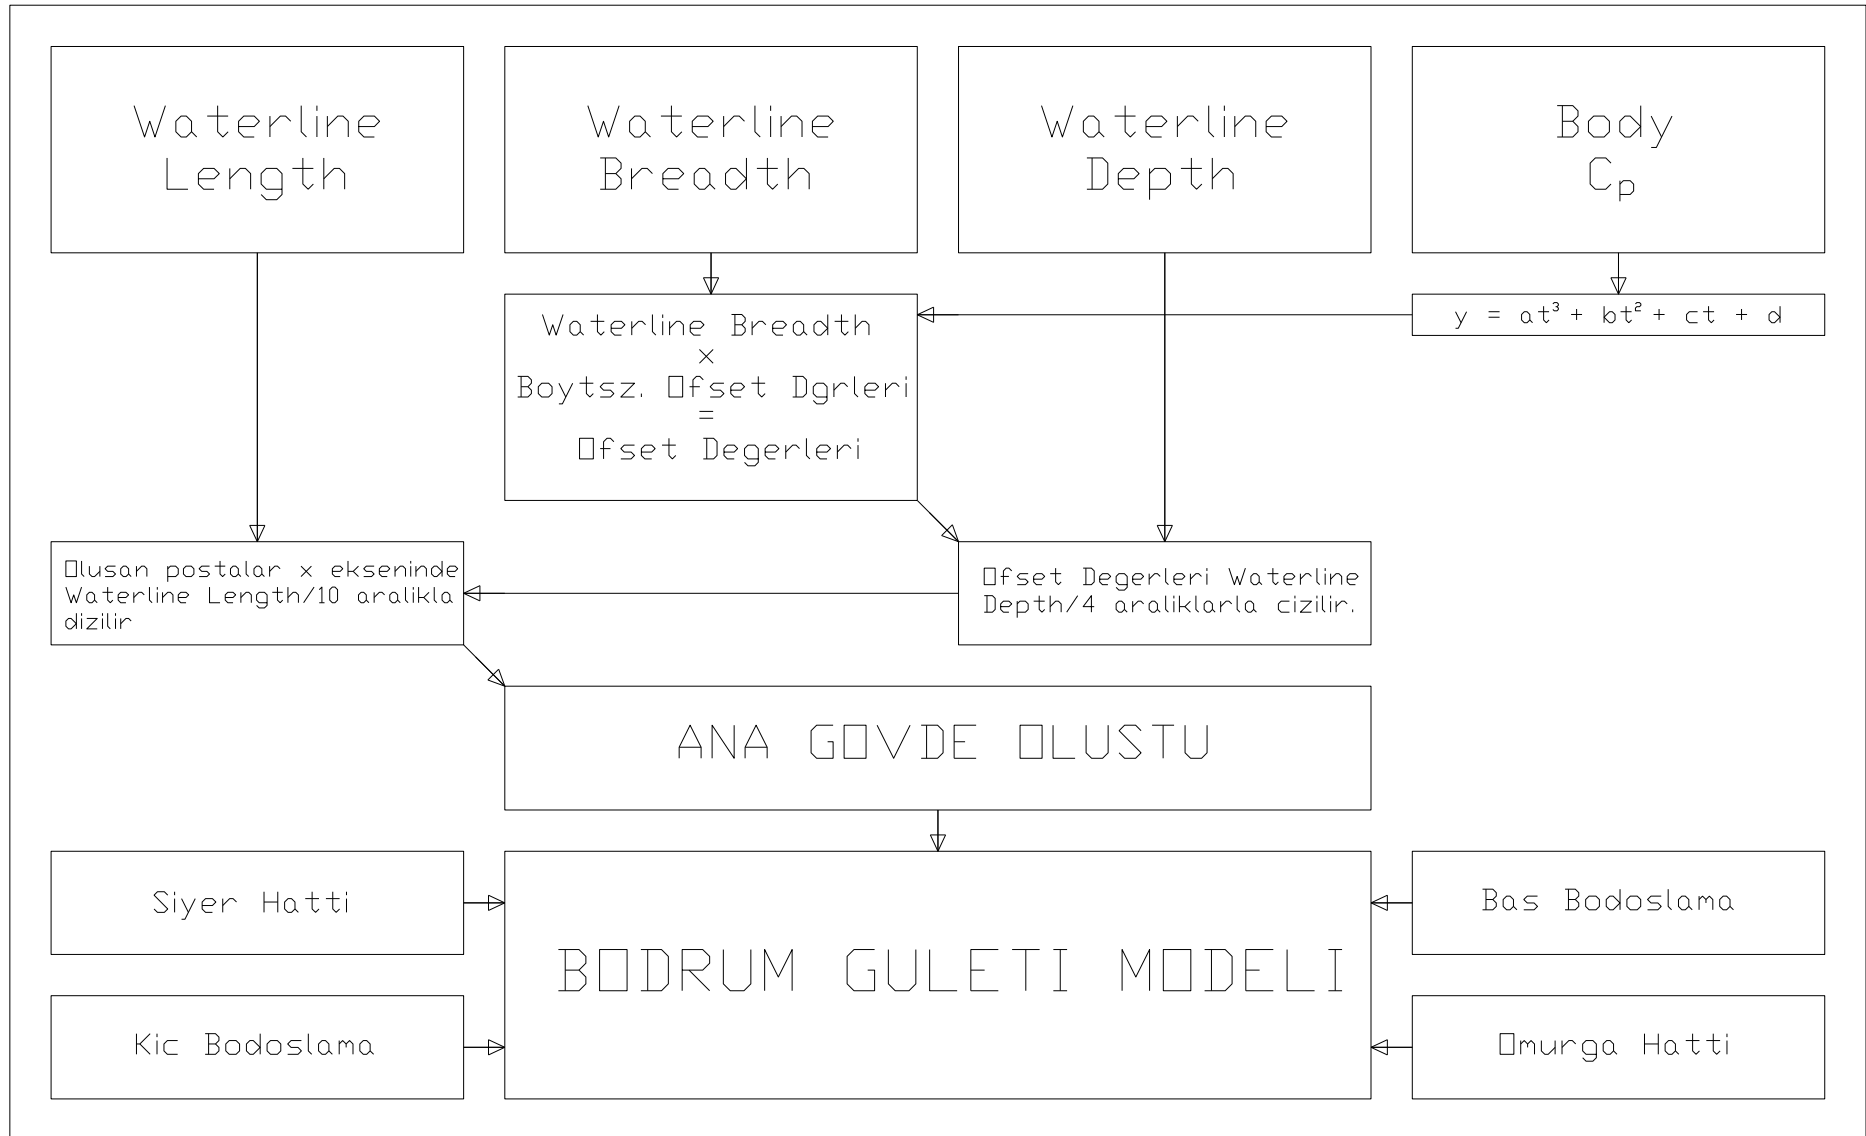 Waterline
Length
Waterline
Breadth
Waterline
Depth
Body
Cₚ
Waterline Breadth
x
Boytsz. Ofset Dgrleri
=
Ofset Degerleri
y = at³ + bt² + ct + d
Olusan postalar x ekseninde
Waterline Length/10 aralikla
dizilir
Ofset Degerleri Waterline
Depth/4 araliklarla cizilir.
ANA GOVDE OLUSTU
Siyer Hatti
Bas Bodoslama
BODRUM GULETI MODELI
Kic Bodoslama
Omurga Hatti